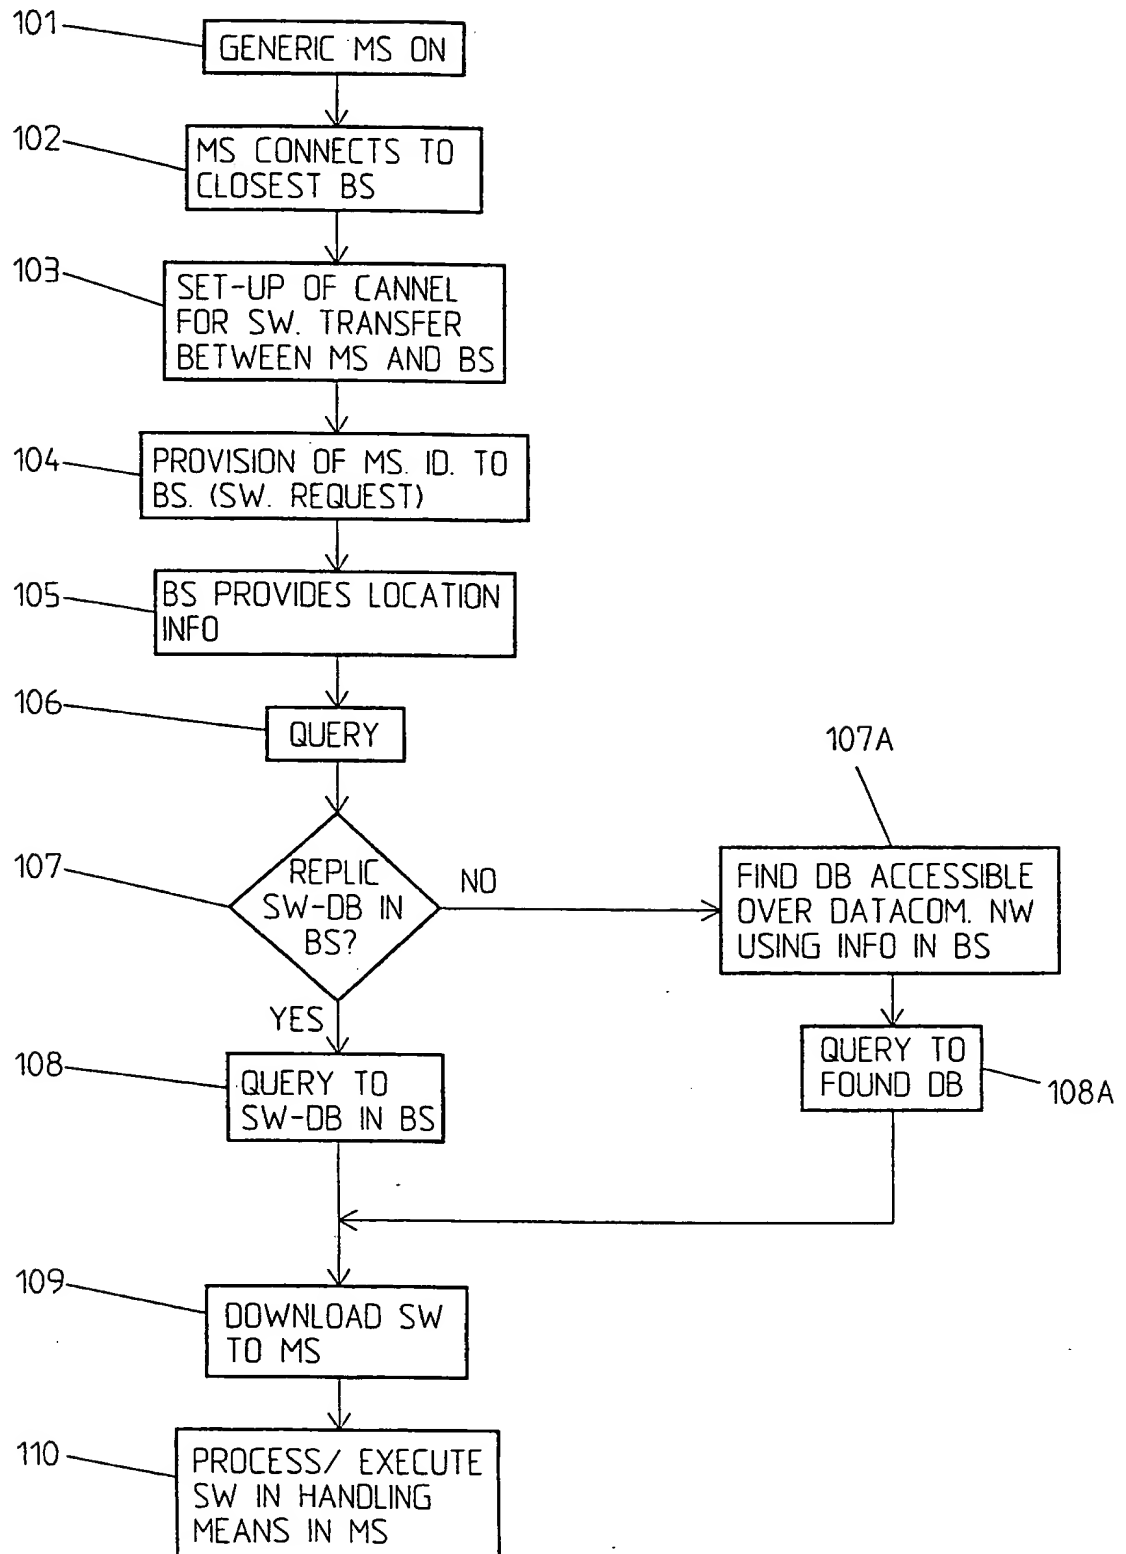 101
GENERIC MS ON
102
MS CONNECTS TO
CLOSEST BS
103
SET-UP OF CANNEL
FOR SW. TRANSFER
BETWEEN MS AND BS
104
PROVISION OF MS. ID. TO
BS. (SW. REQUEST)
105
BS PROVIDES LOCATION
INFO
106
QUERY
107
REPLIC
SW-DB IN
BS?
NO
107A
FIND DB ACCESSIBLE
OVER DATACOM. NW
USING INFO IN BS
YES
108
QUERY TO
SW-DB IN BS
QUERY TO
FOUND DB
108A
109
DOWNLOAD SW
TO MS
110
PROCESS/ EXECUTE
SW IN HANDLING
MEANS IN MS